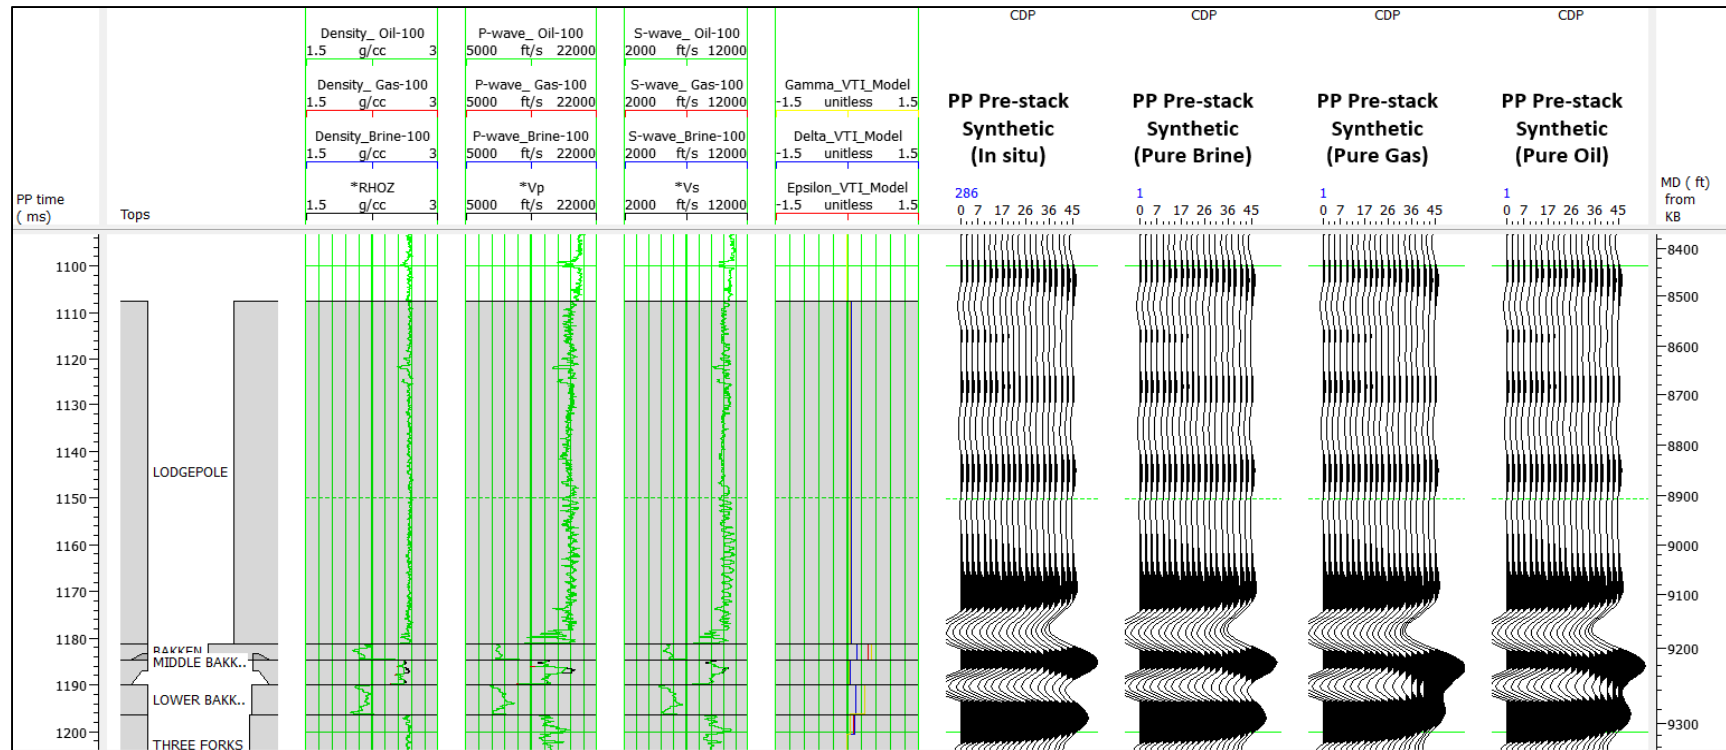 CDP CDP CDP CDP
Density_ Oil-100 P-wave_ Oil-100 S-wave_ Oil-100
1.5 g/cc 3 5000 ft/s 22000 2000 ft/s 12000
Density_ Gas-100 P-wave_ Gas-100 S-wave_ Gas-100 Gamma_VTI_Model
1.5 g/cc 3 5000 ft/s 22000 2000 ft/s 12000 -1.5 unitless 1.5
PP Pre-stack PP Pre-stack PP Pre-stack PP Pre-stack
Synthetic Synthetic Synthetic Synthetic
(In situ) (Pure Brine) (Pure Gas) (Pure Oil)
Density_Brine-100 P-wave_Brine-100 S-wave_Brine-100 Delta_VTI_Model
1.5 g/cc 3 5000 ft/s 22000 2000 ft/s 12000 -1.5 unitless 1.5
*RHOZ *Vp *Vs Epsilon_VTI_Model
1.5 g/cc 3 5000 ft/s 22000 2000 ft/s 12000 -1.5 unitless 1.5
286 1 1 1
0 7 17 26 36 45 0 7 17 26 36 45 0 7 17 26 36 45 0 7 17 26 36 45
PP time
( ms)
Tops
MD ( ft)
from
KB
1100
1110
1120
1130
1140
1150
1160
1170
1180
1190
1200
LODGEPOLE
BAKKEN
MIDDLE BAKK..
LOWER BAKK..
THREE FORKS
8400
8500
8600
8700
8800
8900
9000
9100
9200
9300